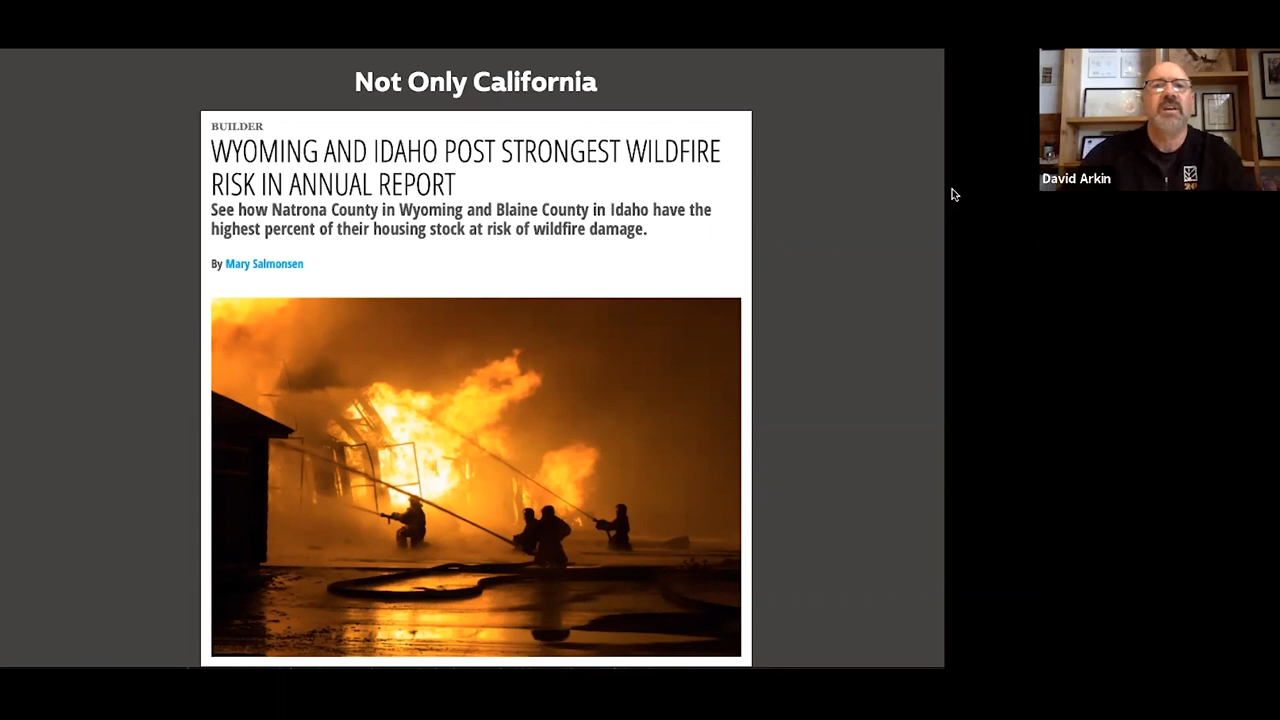 Not Only California
BUILDER
WYOMING AND IDAHO POST STRONGEST WILDFIRE
RISK IN ANNUAL REPORT
See how Natrona County in Wyoming and Blaine County in Idaho have the
highest percent of their housing stock at risk of wildfire damage.
By Mary Salmonsen
David Arkin